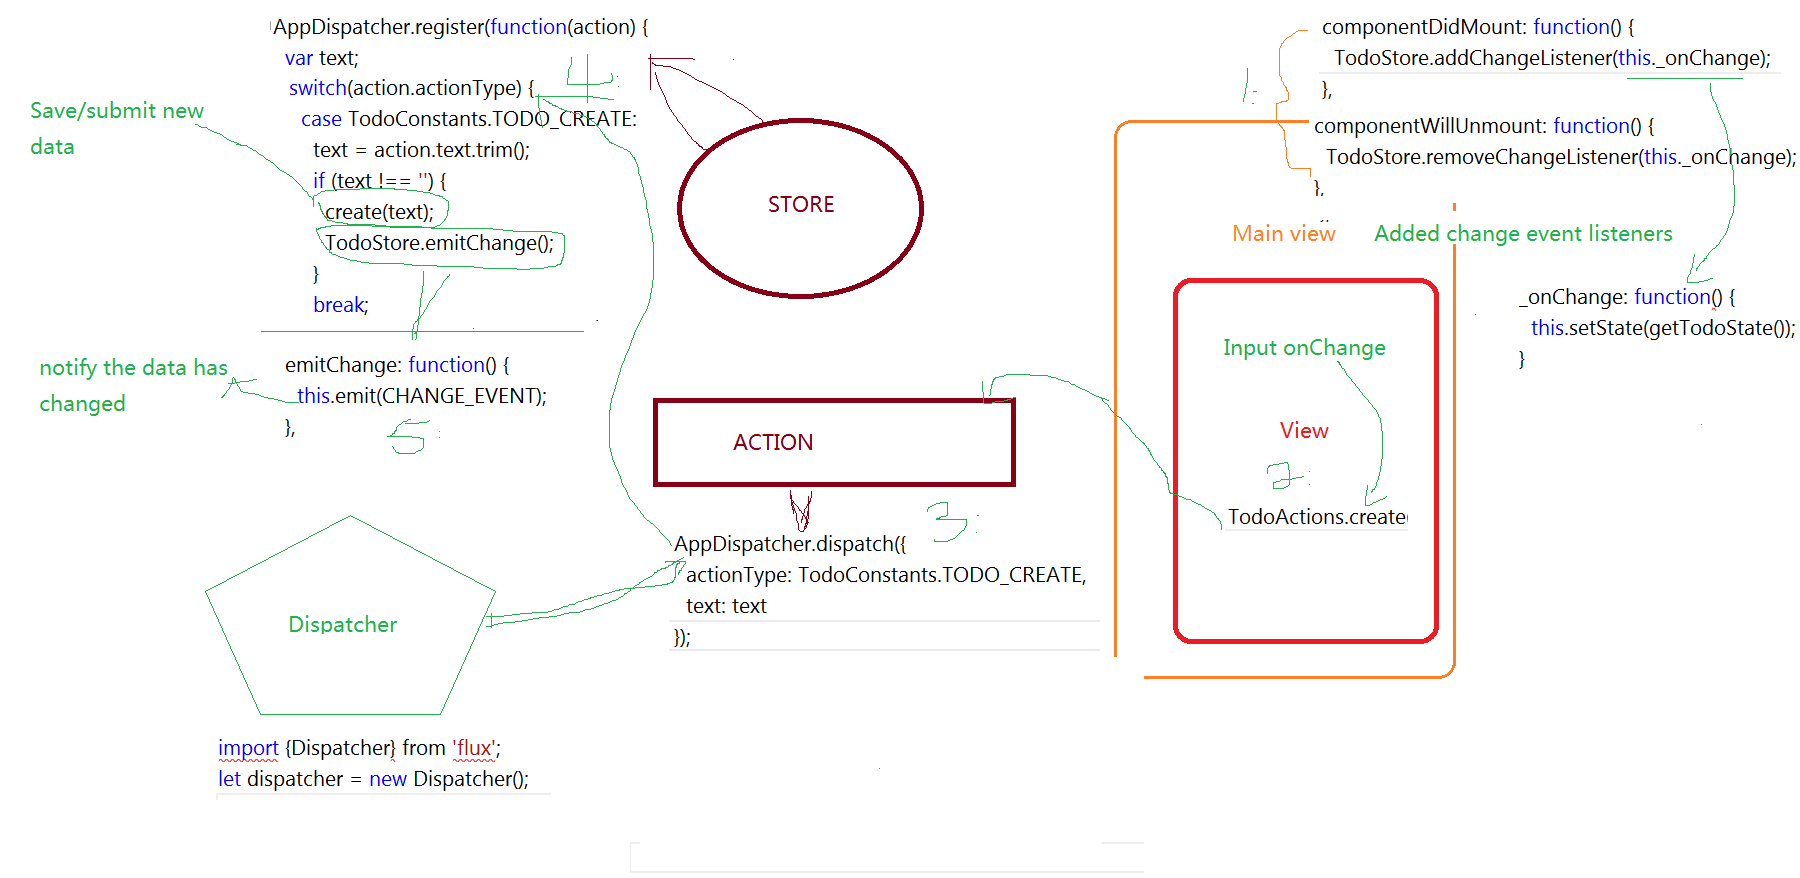 AppDispatcher.register(function(action) {
var text;
switch(action.actionType) {
case TodoConstants.TODO_CREATE:
text = action.text.trim();
if (text !== '') {
create(text);
TodoStore.emitChange();
}
break;
4:
Save/submit new
data
emitChange: function() {
this.emit(CHANGE_EVENT);
},
5:
notify the data has
changed
STORE
ACTION
3:
AppDispatcher.dispatch({
actionType: TodoConstants.TODO_CREATE,
text: text
});
Dispatcher
import {Dispatcher} from 'flux';
let dispatcher = new Dispatcher();
1:
componentDidMount: function() {
TodoStore.addChangeListener(this._onChange);
},
componentWillUnmount: function() {
TodoStore.removeChangeListener(this._onChange);
},
Main view
Added change event listeners
_onChange: function() {
this.setState(getTodoState());
}
Input onChange
View
2:
TodoActions.create(